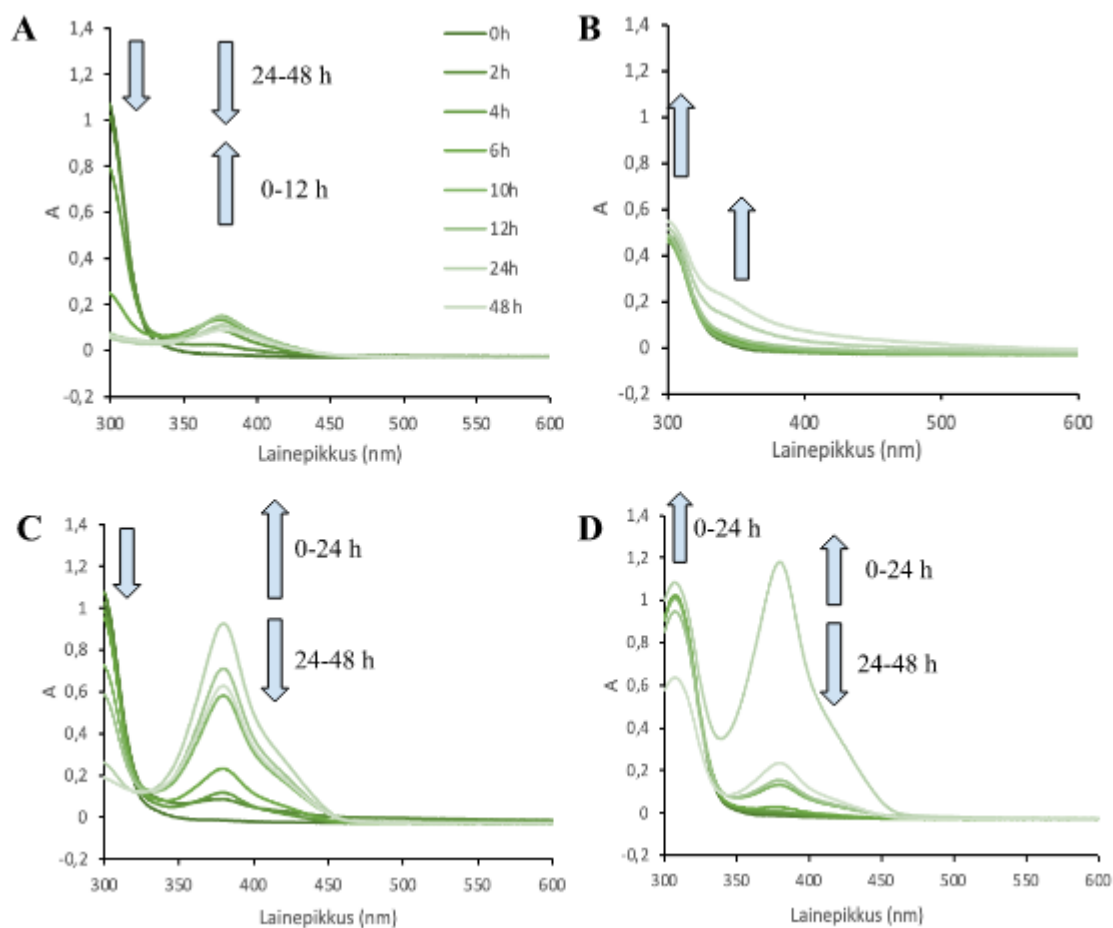 A
1,4
1,2
1
0,8
0,6
0,4
0,2
0
-0,2
A
300
350
400
450
500
550
600
Lainepikkus (nm)
24-48 h
0-12 h
0h
2h
4h
6h
10h
12h
24h
48h
B
1,4
1,2
1
0,8
0,6
0,4
0,2
0
-0,2
A
300
400
500
600
Lainepikkus (nm)
C
1,4
1,2
1
0,8
0,6
0,4
0,2
0
-0,2
A
300
350
400
450
500
550
600
Lainepikkus (nm)
0-24 h
24-48 h
D
1,4
1,2
1
0,8
0,6
0,4
0,2
0
-0,2
A
300
350
400
450
500
550
600
Lainepikkus (nm)
0-24 h
0-24 h
24-48 h